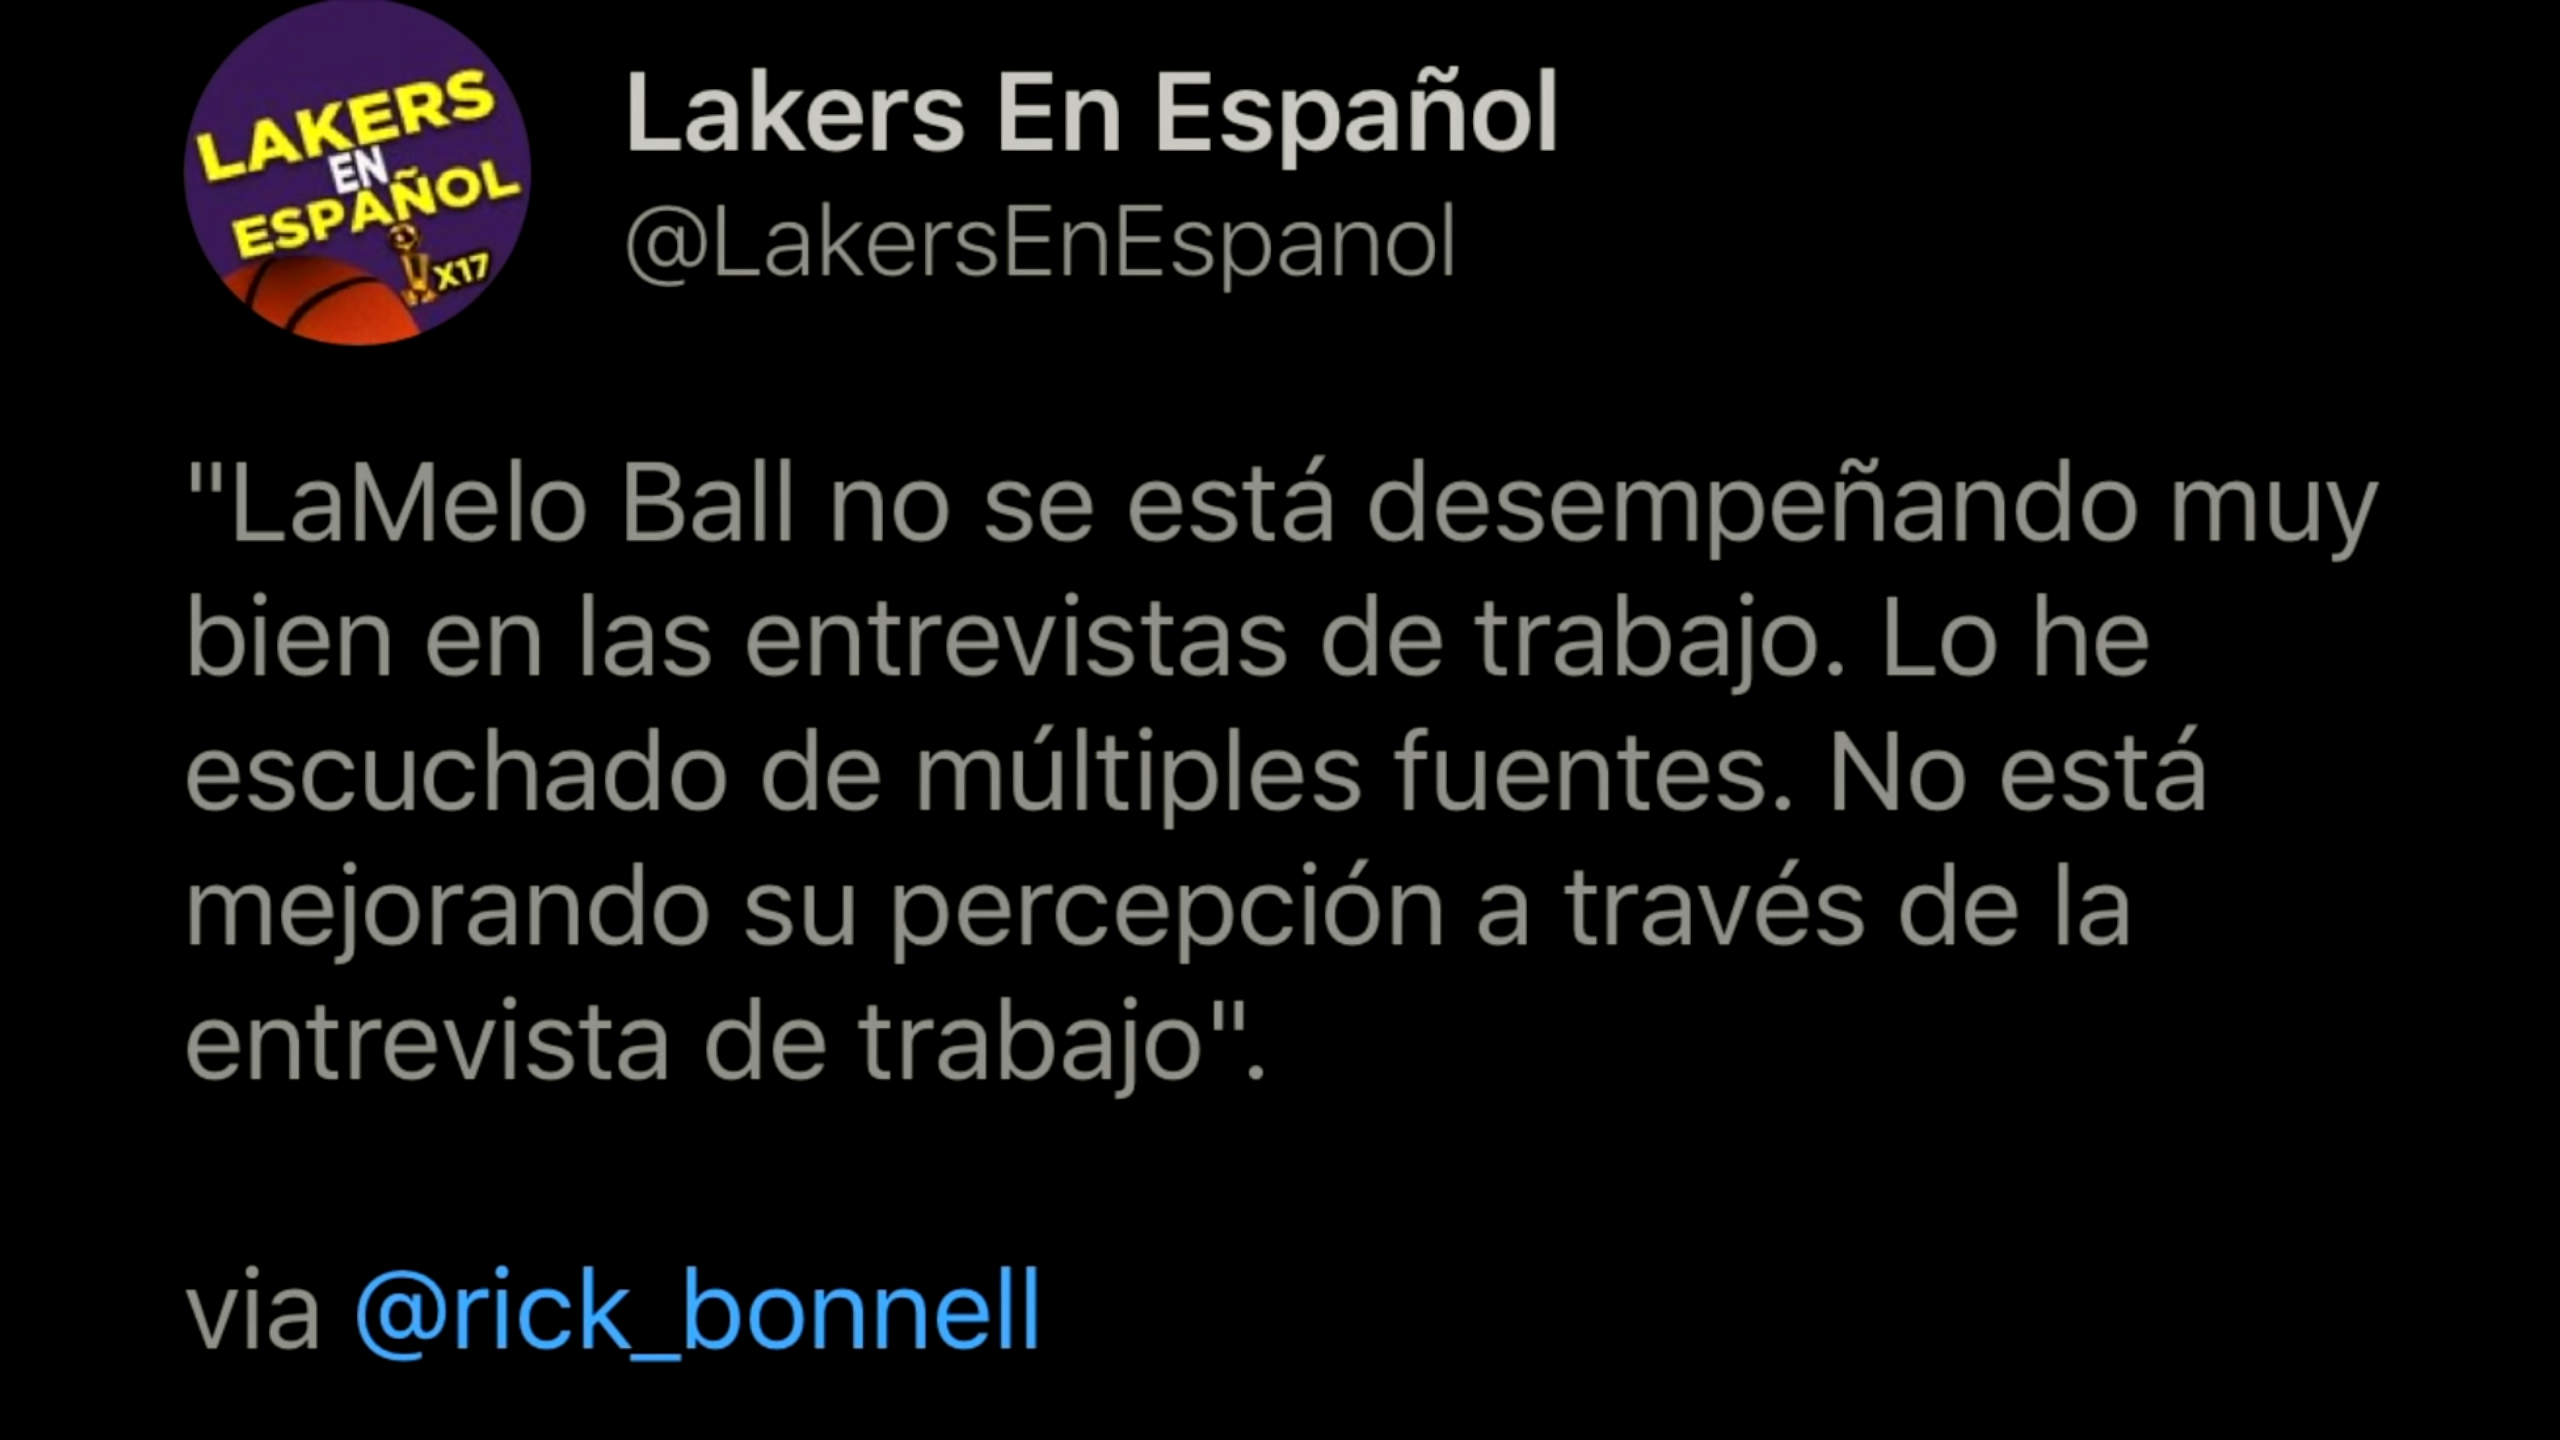 LAKERS
EN
ESPAÑOL
X17
Lakers En Español
@LakersEnEspanol
"LaMelo Ball no se está desempeñando muy
bien en las entrevistas de trabajo. Lo he
escuchado de múltiples fuentes. No está
mejorando su percepción a través de la
entrevista de trabajo".
via @rick_bonnell